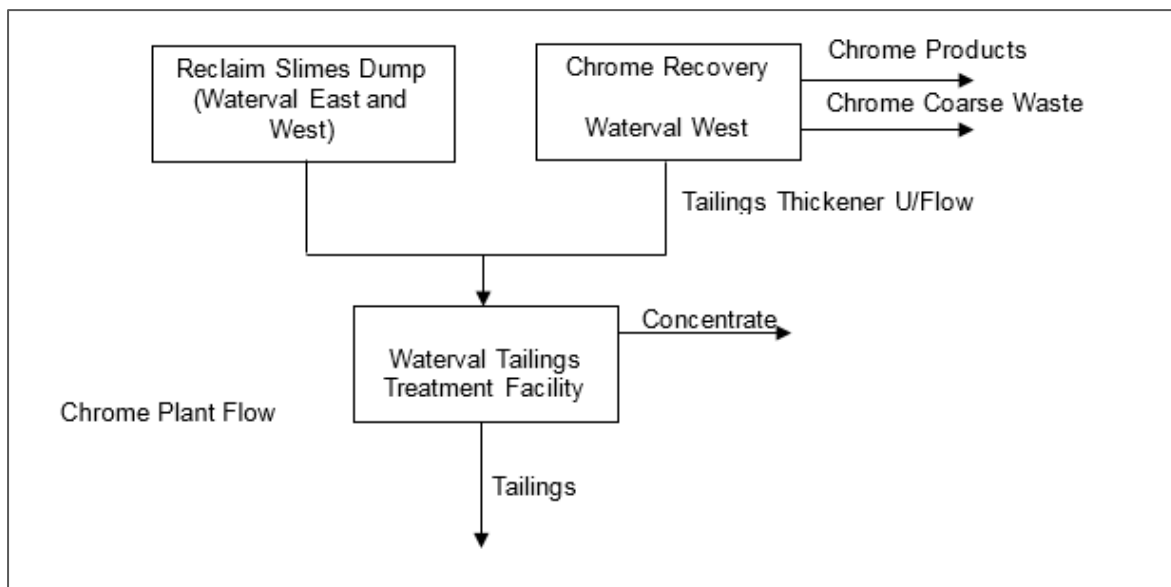 Reclaim Slimes Dump
(Waterval East and
West)
Chrome Recovery
Waterval West
Chrome Products
Chrome Coarse Waste
Tailings Thickener U/Flow
Concentrate
Waterval Tailings
Treatment Facility
Chrome Plant Flow
Tailings